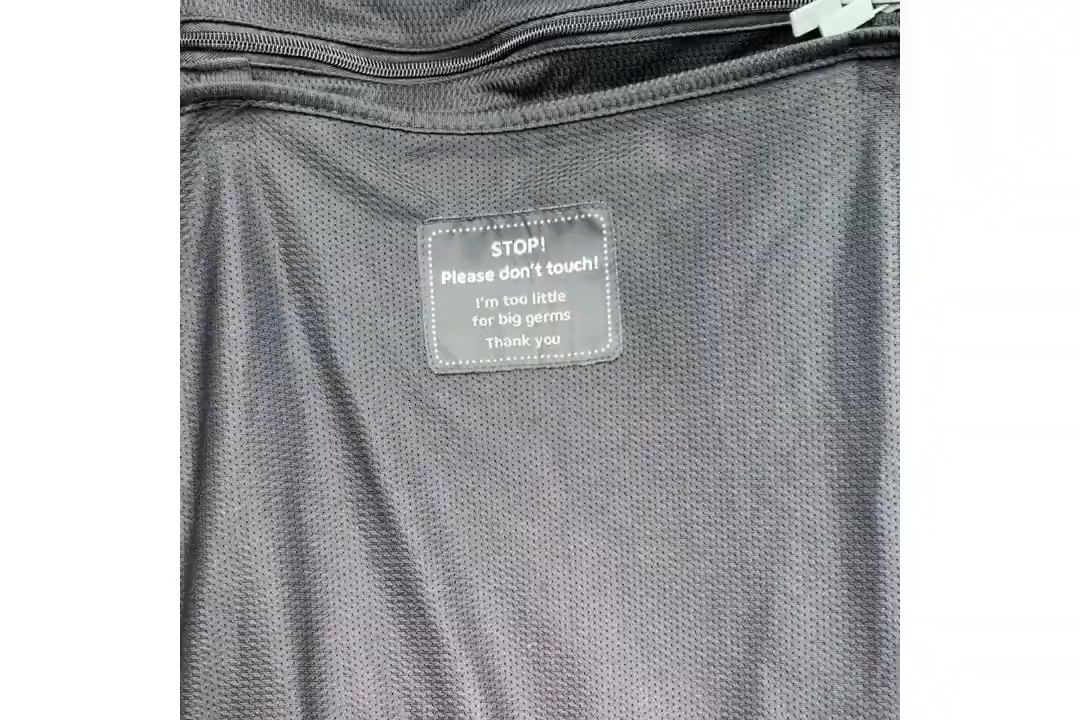 STOP!
Please don't touch!
I'm too little
for big germs
Thank you